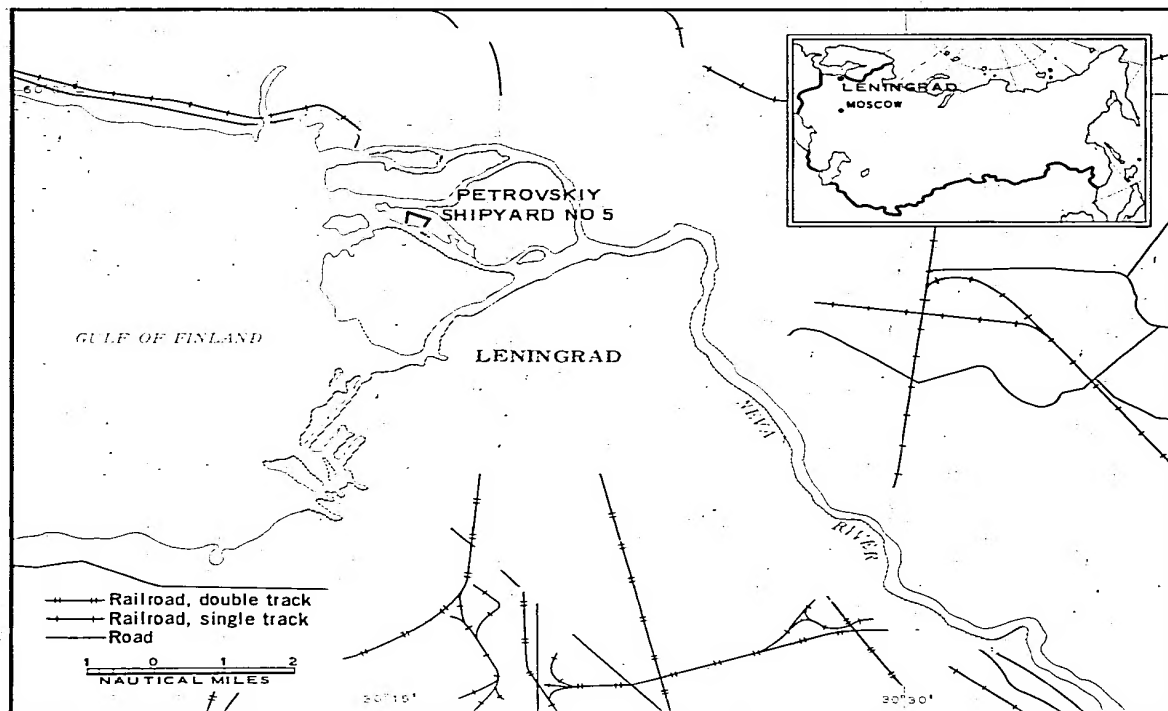 LENINGRAD
MOSCOW
PETROVSKIY
SHIPYARD NO 5
GULF OF FINLAND
LENINGRAD
NEVA
RIVER
Railroad, double track
Railroad, single track
Road
1 0 1 2
NAUTICAL MILES
30°15'
30°30'